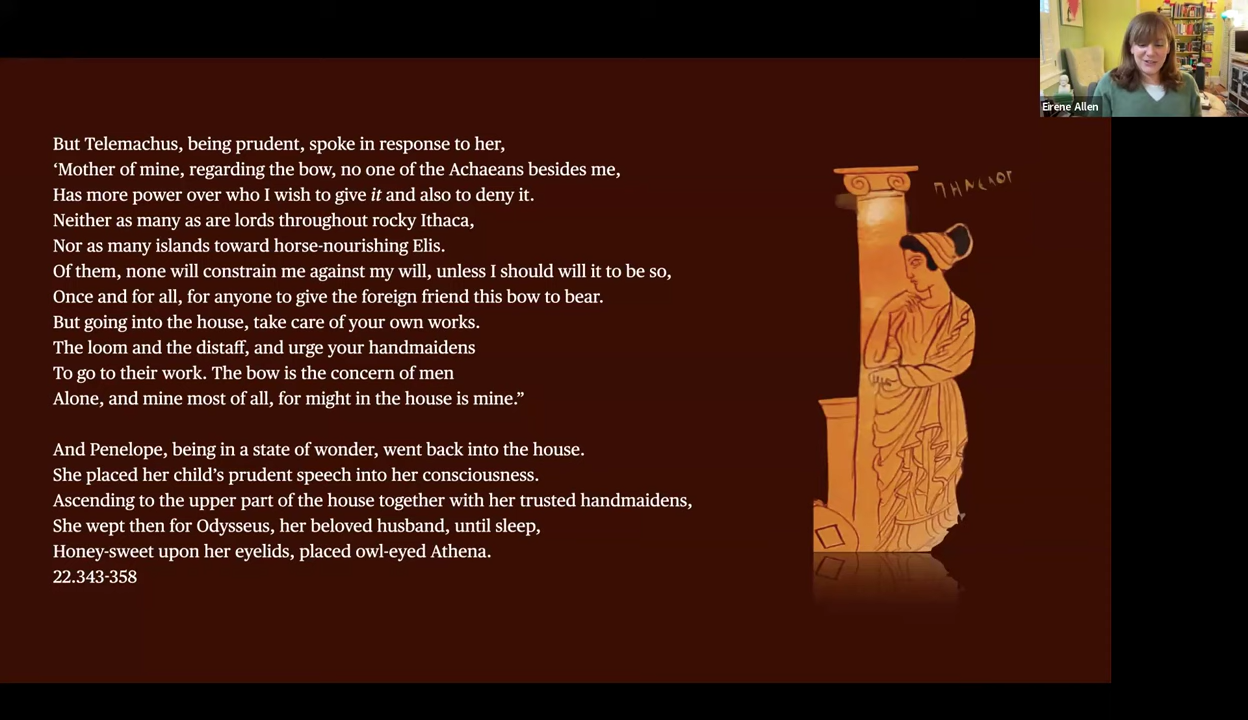 Eirene Allen
But Telemachus, being prudent, spoke in response to her,
‘Mother of mine, regarding the bow, no one of the Achaeans besides me,
Has more power over who I wish to give it and also to deny it.
Neither as many as are lords throughout rocky Ithaca,
Nor as many islands toward horse-nourishing Elis.
Of them, none will constrain me against my will, unless I should will it to be so,
Once and for all, for anyone to give the foreign friend this bow to bear.
But going into the house, take care of your own works.
The loom and the distaff, and urge your handmaidens
To go to their work. The bow is the concern of men
Alone, and mine most of all, for might in the house is mine.”
And Penelope, being in a state of wonder, went back into the house.
She placed her child’s prudent speech into her consciousness.
Ascending to the upper part of the house together with her trusted handmaidens,
She wept then for Odysseus, her beloved husband, until sleep,
Honey-sweet upon her eyelids, placed owl-eyed Athena.
22.343-358